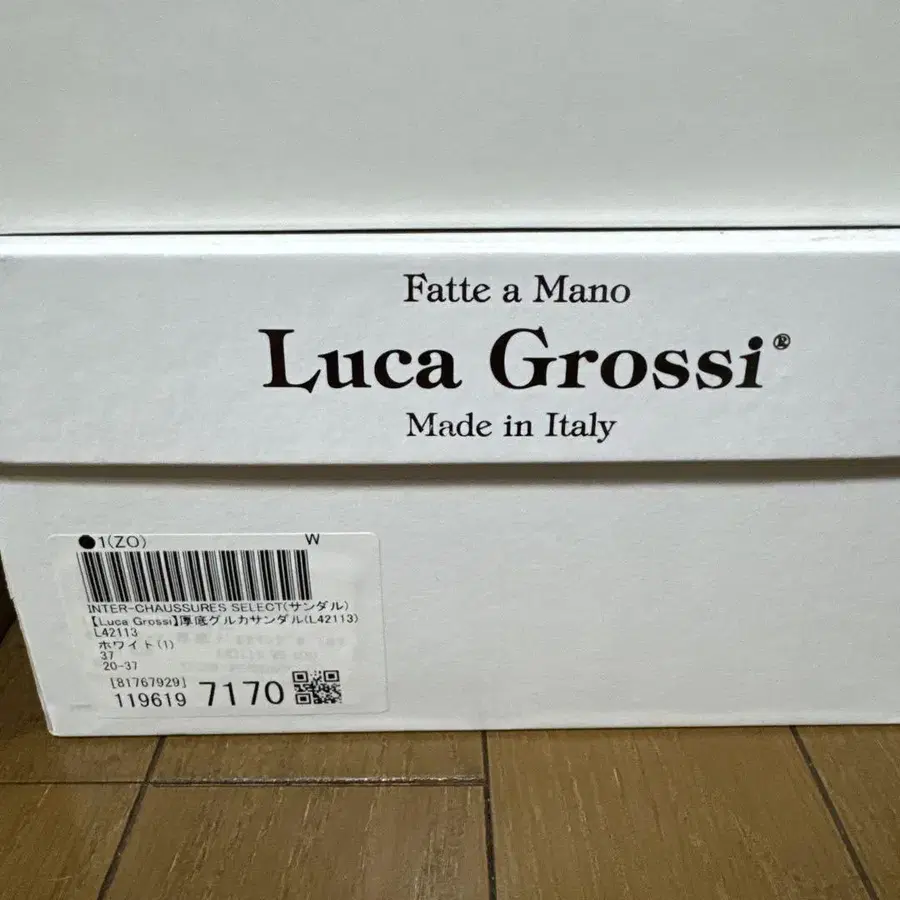 Fatte a Mano
Luca Grossi®
Made in Italy
●1(ZO) W
INTER-CHAUSSURES SELECT(サンダル)
【Luca Grossi】厚底グルカサンダル(L42113)
L42113
ホワイト(1)
37
20-37
[81767929]
119619 7170